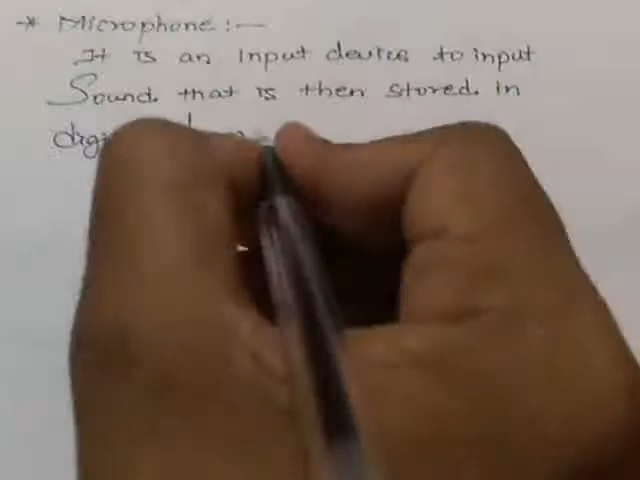 -* Microphone :-
It is an input device to input
Sound that is then stored in